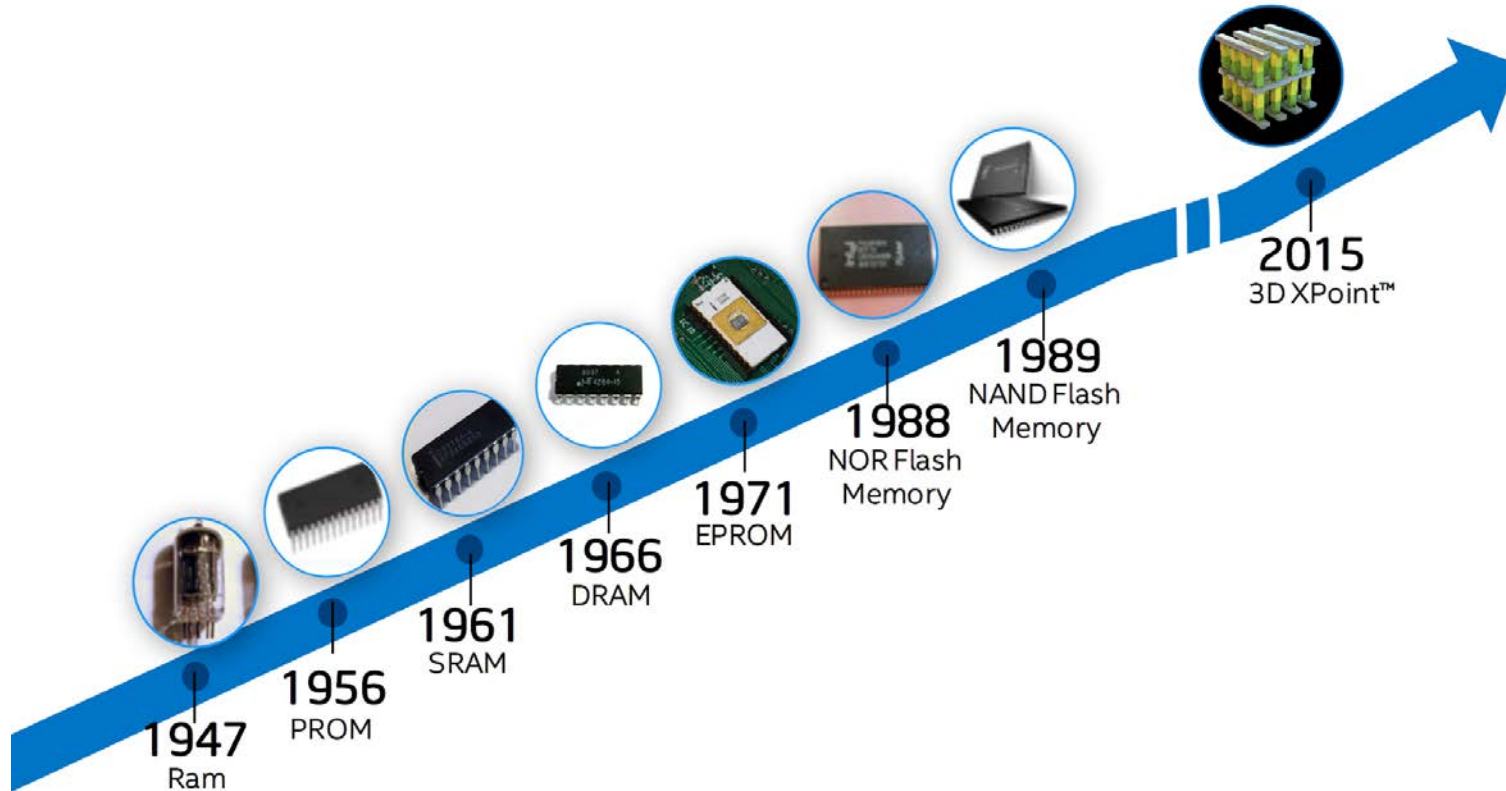 1947
Ram
1956
PROM
1961
SRAM
1966
DRAM
1971
EPROM
1988
NOR Flash
Memory
1989
NAND Flash
Memory
2015
3D XPoint™